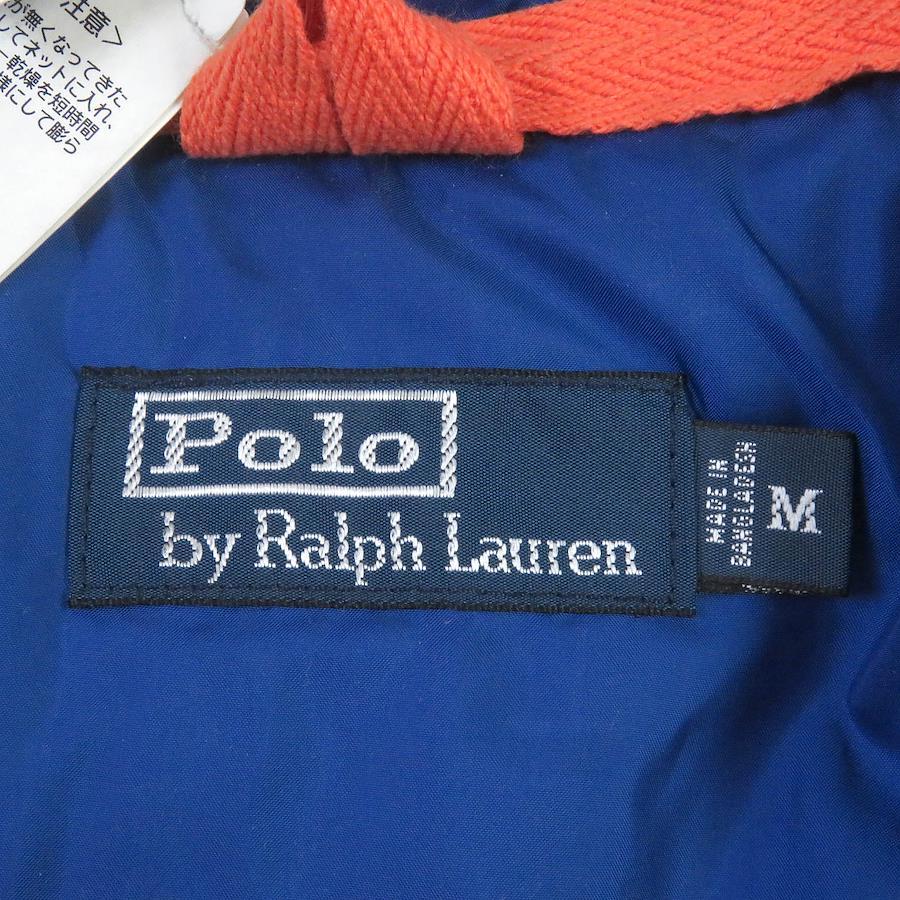 注意>
が無くなってきた
してネットに入れ、
乾燥を短時間
様にして膨ら
Polo
by Ralph Lauren
MADE IN
BANGLADESH
M